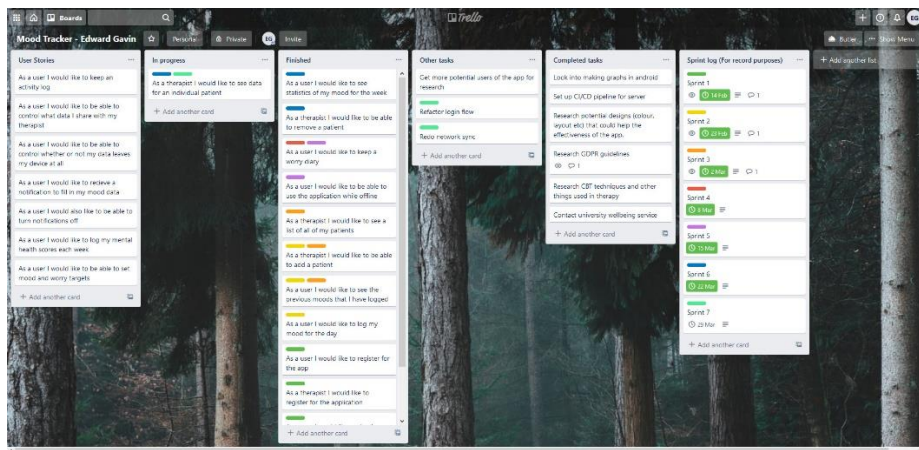 Boards
Trello
EG
Mood Tracker - Edward Gavin
Personal
Private
EG
Invite
Butler
Show Menu
User Stories
As a user I would like to keep an
activity log
As a user I would like to be able to
control what data I share with my
therapist
As a user I would like to be able to
control whether or not my data leaves
my device at all
As a user I would like to recieve a
notification to fill in my mood data
As a user I would also like to be able to
turn notifications off
As a user I would like to log my mental
health scores each week
As a user I would like to be able to set
mood and worry targets
+ Add another card
In progress
As a therapist I would like to see data
for an individual patient
+ Add another card
Finished
As a user I would like to see
statistics of my mood for the week
As a therapist I would like to be able
to remove a patient
As a user I would like to keep a
worry diary
As a user I would like to be able to
use the application while offline
As a therapist I would like to see a
list of all of my patients
As a therapist I would like to be able
to add a patient
As a user I would like to see the
previous moods that I have logged
As a user I would like to log my
mood for the day
As a user I would like to register for
the app
As a therapist I would like to
register for the application
+ Add another card
Other tasks
Get more potential users of the app for
research
Refactor login flow
Redo network sync
+ Add another card
Completed tasks
Look into making graphs in android
Set up CI/CD pipeline for server
Research potential designs (colour,
layout etc) that could help the
effectiveness of the app.
Research GDPR guidelines
1
Research CBT techniques and other
things used in therapy
Contact university wellbeing service
+ Add another card
Sprint log (For record purposes)
Sprint 1
14 Feb
1
Sprint 2
23 Feb
1
Sprint 3
2 Mar
1
Sprint 4
8 Mar
Sprint 5
15 Mar
Sprint 6
22 Mar
Sprint 7
29 Mar
+ Add another card
+ Add another list